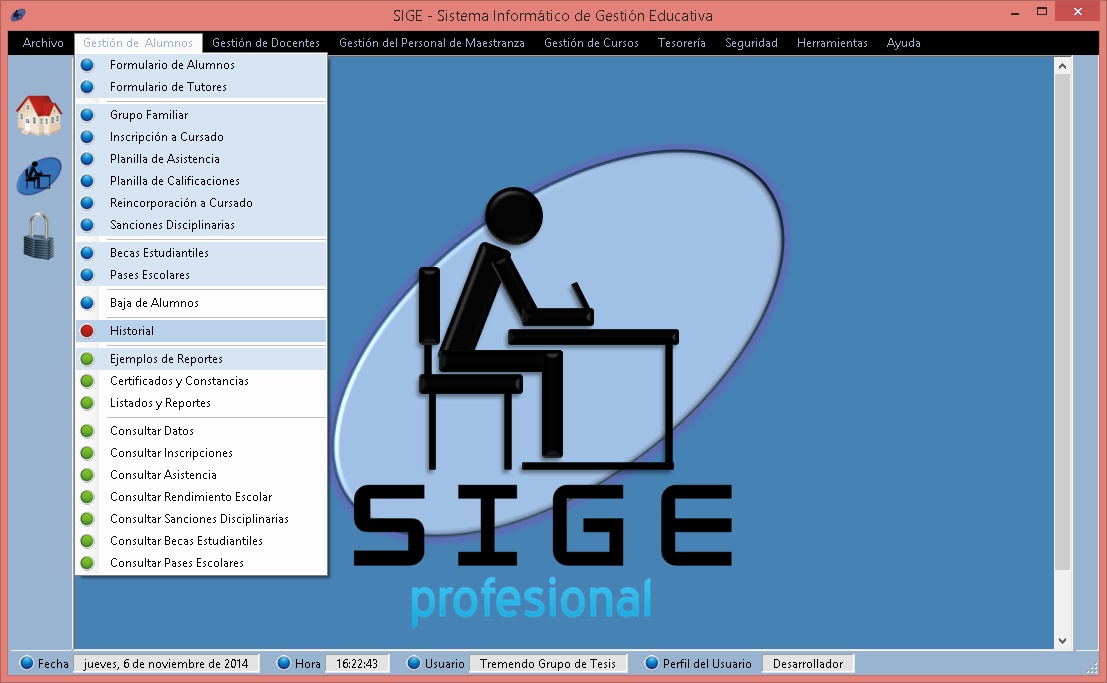 SIGE - Sistema Informático de Gestión Educativa
Archivo Gestión de Alumnos Gestión de Docentes Gestión del Personal de Maestranza Gestión de Cursos Tesorería Seguridad Herramientas Ayuda
Formulario de Alumnos
Formulario de Tutores
Grupo Familiar
Inscripción a Cursado
Planilla de Asistencia
Planilla de Calificaciones
Reincorporación a Cursado
Sanciones Disciplinarias
Becas Estudiantiles
Pases Escolares
Baja de Alumnos
Historial
Ejemplos de Reportes
Certificados y Constancias
Listados y Reportes
Consultar Datos
Consultar Inscripciones
Consultar Asistencia
Consultar Rendimiento Escolar
Consultar Sanciones Disciplinarias
Consultar Becas Estudiantiles
Consultar Pases Escolares
SIGE
profesional
Fecha jueves, 6 de noviembre de 2014 Hora 16:22:43 Usuario Tremendo Grupo de Tesis Perfil del Usuario Desarrollador